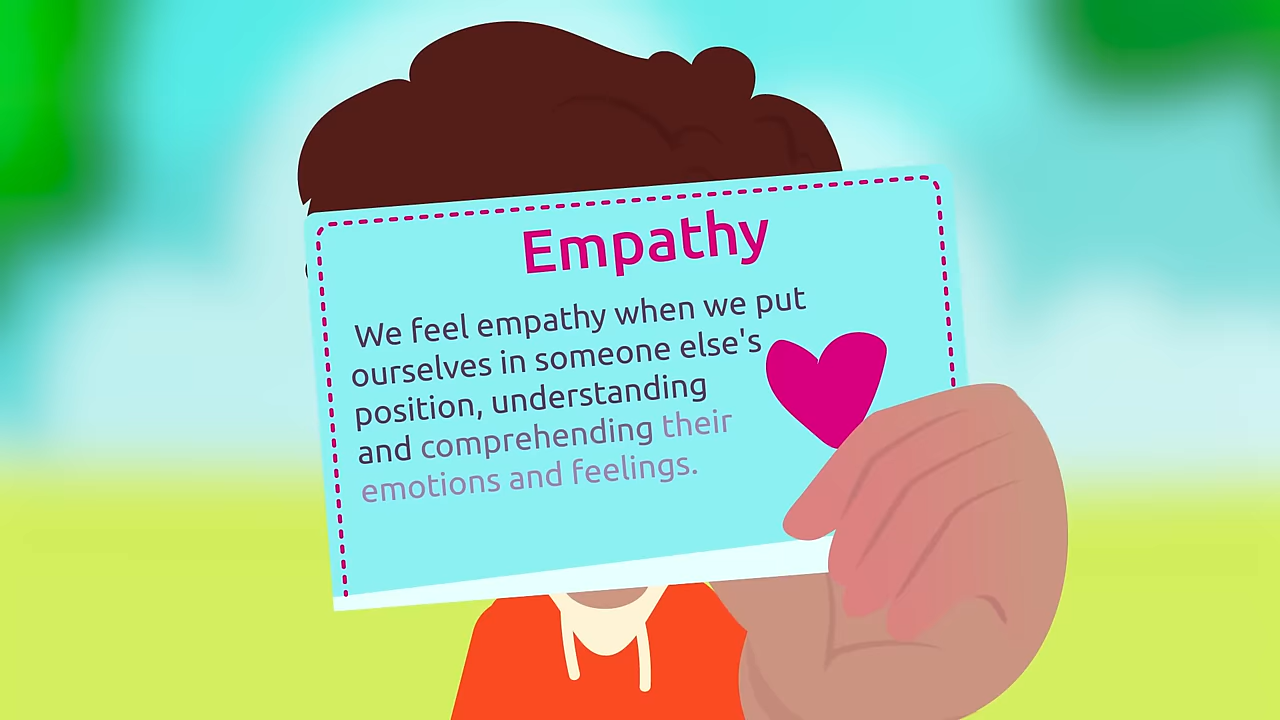 Empathy
We feel empathy when we put
ourselves in someone else's
position, understanding
and comprehending their
emotions and feelings.